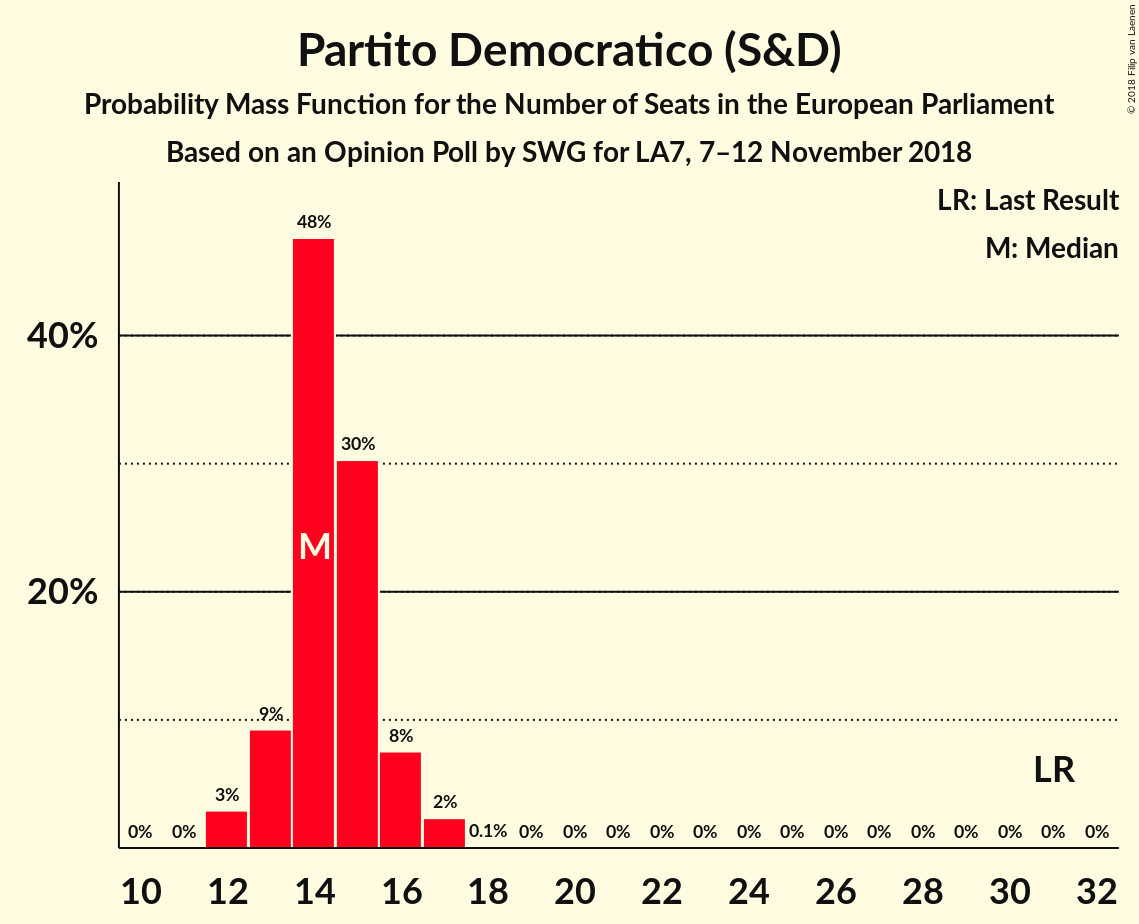 Partito Democratico (S&D)
Probability Mass Function for the Number of Seats in the European Parliament
Based on an Opinion Poll by SWG for LA7, 7–12 November 2018
© 2018 Filip van Laenen
LR: Last Result
M: Median
40%
20%
0% 0% 3% 9% 48% 30% 8% 2% 0.1% 0% 0% 0% 0% 0% 0% 0% 0% 0% 0% 0% 0% 0% 0%
M
LR
10 12 14 16 18 20 22 24 26 28 30 32